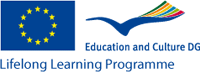 Education and Culture DG
Lifelong Learning Programme